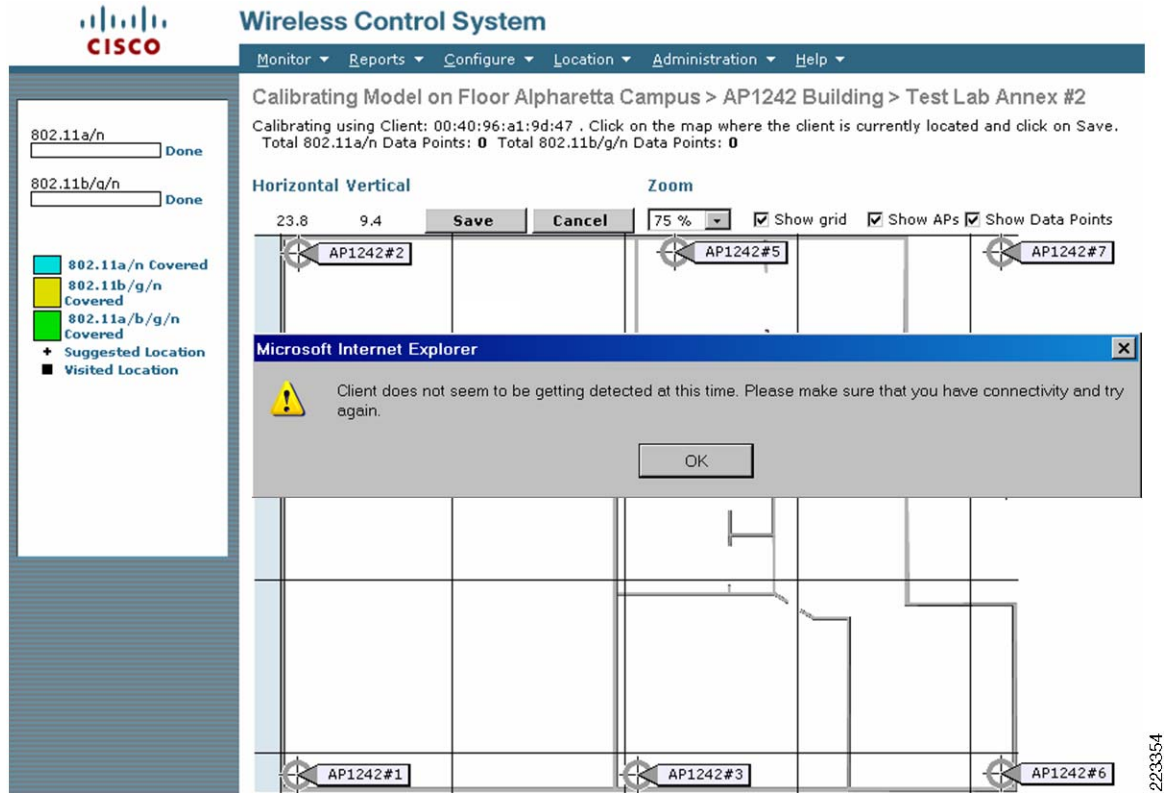 CISCO
Wireless Control System
Monitor Reports Configure Location Administration Help
802.11a/n
Done
802.11b/g/n
Done
802.11a/n Covered
802.11b/g/n
Covered
802.11a/b/g/n
Covered
Suggested Location
Visited Location
Calibrating Model on Floor Alpharetta Campus > AP1242 Building > Test Lab Annex #2
Calibrating using Client: 00:40:96:a1:9d:47 . Click on the map where the client is currently located and click on Save.
Total 802.11a/n Data Points: 0 Total 802.11b/g/n Data Points: 0
Horizontal Vertical Zoom
23.8 9.4 Save Cancel 75 % Show grid Show APs Show Data Points
AP1242#2 AP1242#5 AP1242#7
Microsoft Internet Explorer
Client does not seem to be getting detected at this time. Please make sure that you have connectivity and try
again.
OK
AP1242#1 AP1242#3 AP1242#6
223354